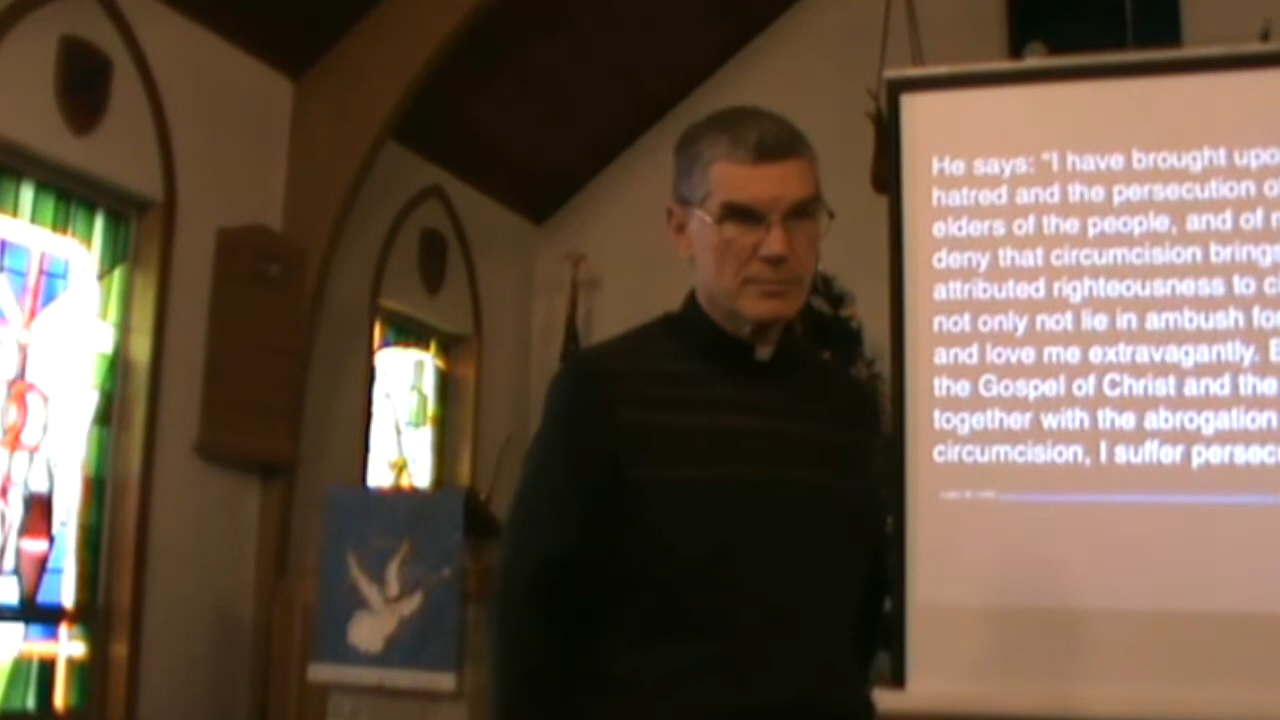 He says: "I have brought upo
hatred and the persecution o
elders of the people, and of
deny that circumcision brings
attributed righteousness to
not only not lie in ambush fo
and love me extravagantly.
the Gospel of Christ and the
together with the abrogation
circumcision, I suffer persec